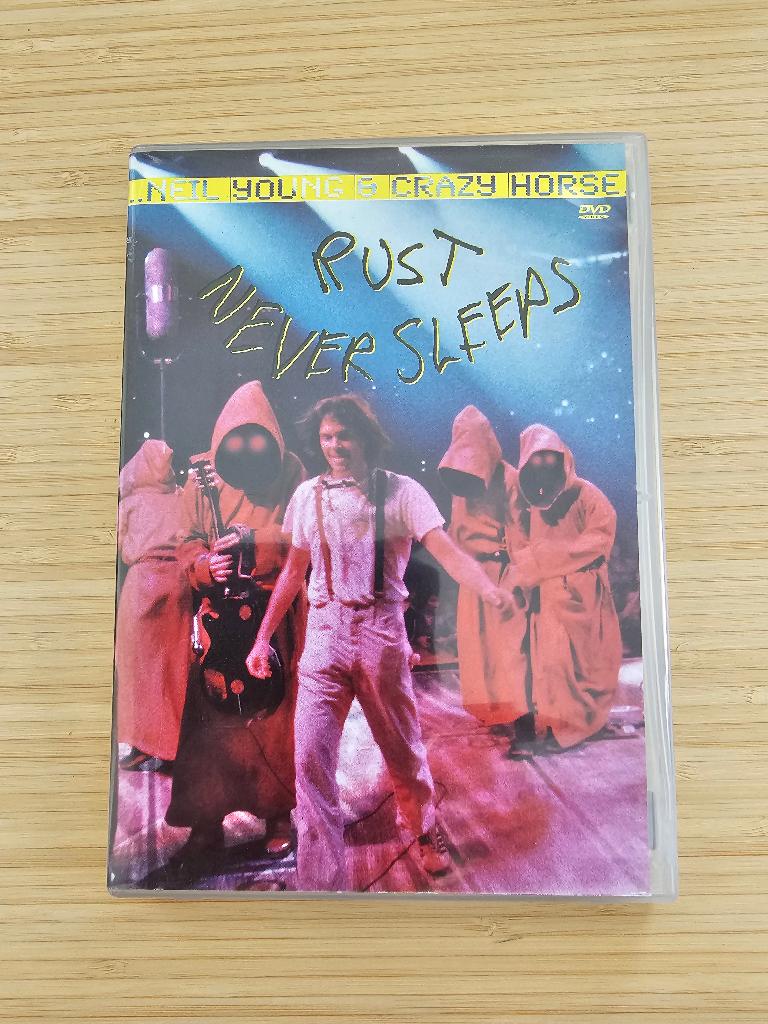 ..NEIL YOUNG & CRAZY HORSE
DVD
RUST
NEVER SLEEPS